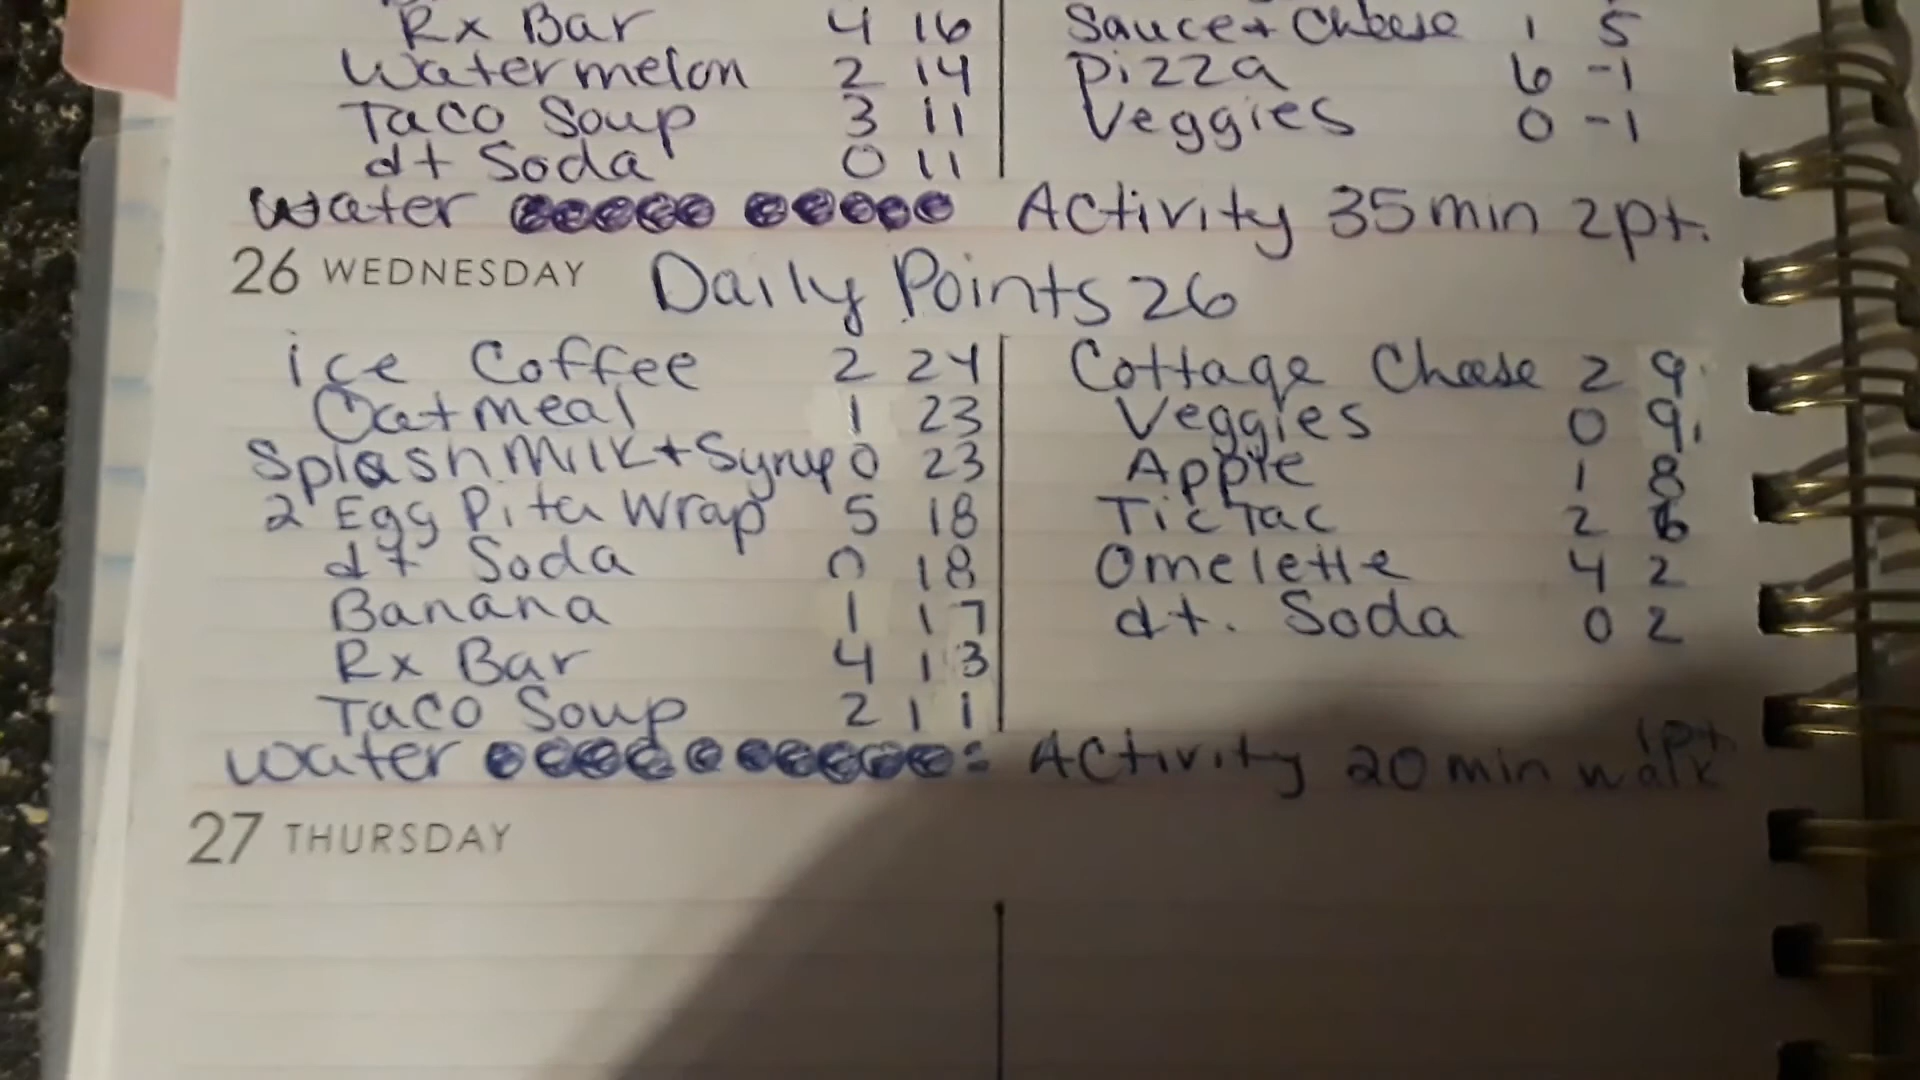 Rx Bar 4 16
Watermelon 2 14
Taco Soup 3 11
dt Soda 0 11
Sauce + Cheese 1 5
Pizza 6 -1
Veggies 0 -1
Water Activity 35 min 2pt.
26 WEDNESDAY Daily Points 26
ice Coffee 2 24
Oatmeal 1 23
Splash Milk + Syrup 0 23
2 Egg Pita Wrap 5 18
dt Soda 0 18
Banana 1 17
Rx Bar 4 13
Taco Soup 2 11
Cottage Cheese 2 9
Veggies 0 9
Apple 1 8
Tic Tac 2 6
Omelette 4 2
dt. Soda 0 2
Water Activity 20 min walk 1pt
27 THURSDAY